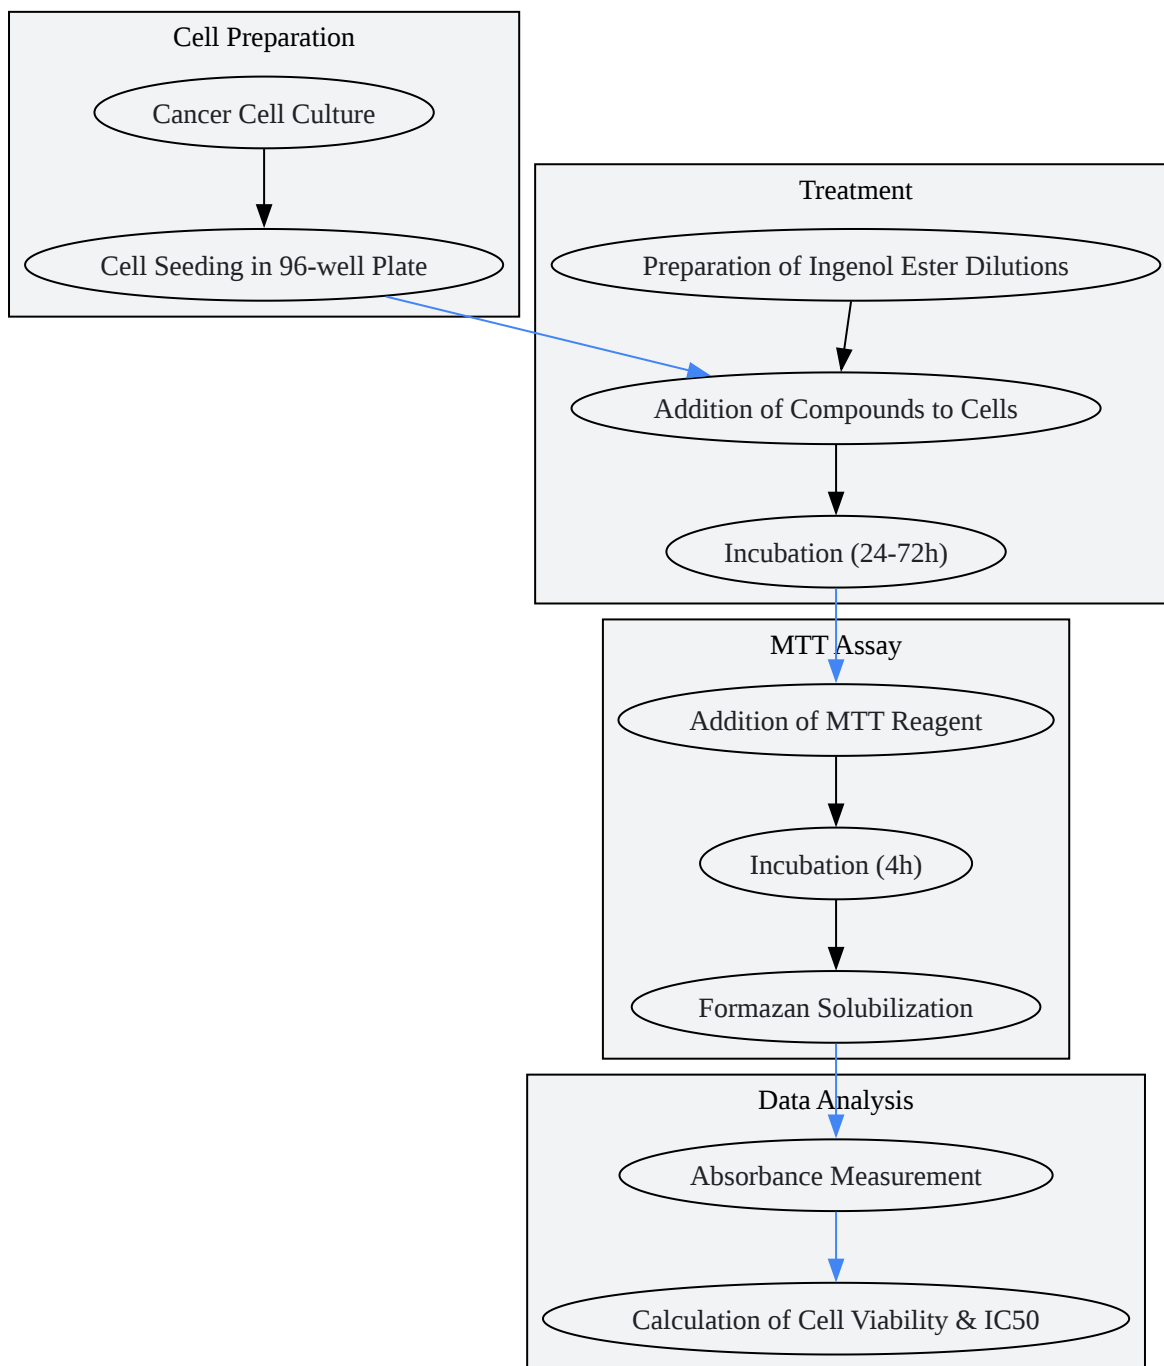 Cell Preparation
Cancer Cell Culture
Cell Seeding in 96-well Plate
Treatment
Preparation of Ingenol Ester Dilutions
Addition of Compounds to Cells
Incubation (24-72h)
MTT Assay
Addition of MTT Reagent
Incubation (4h)
Formazan Solubilization
Data Analysis
Absorbance Measurement
Calculation of Cell Viability & IC50